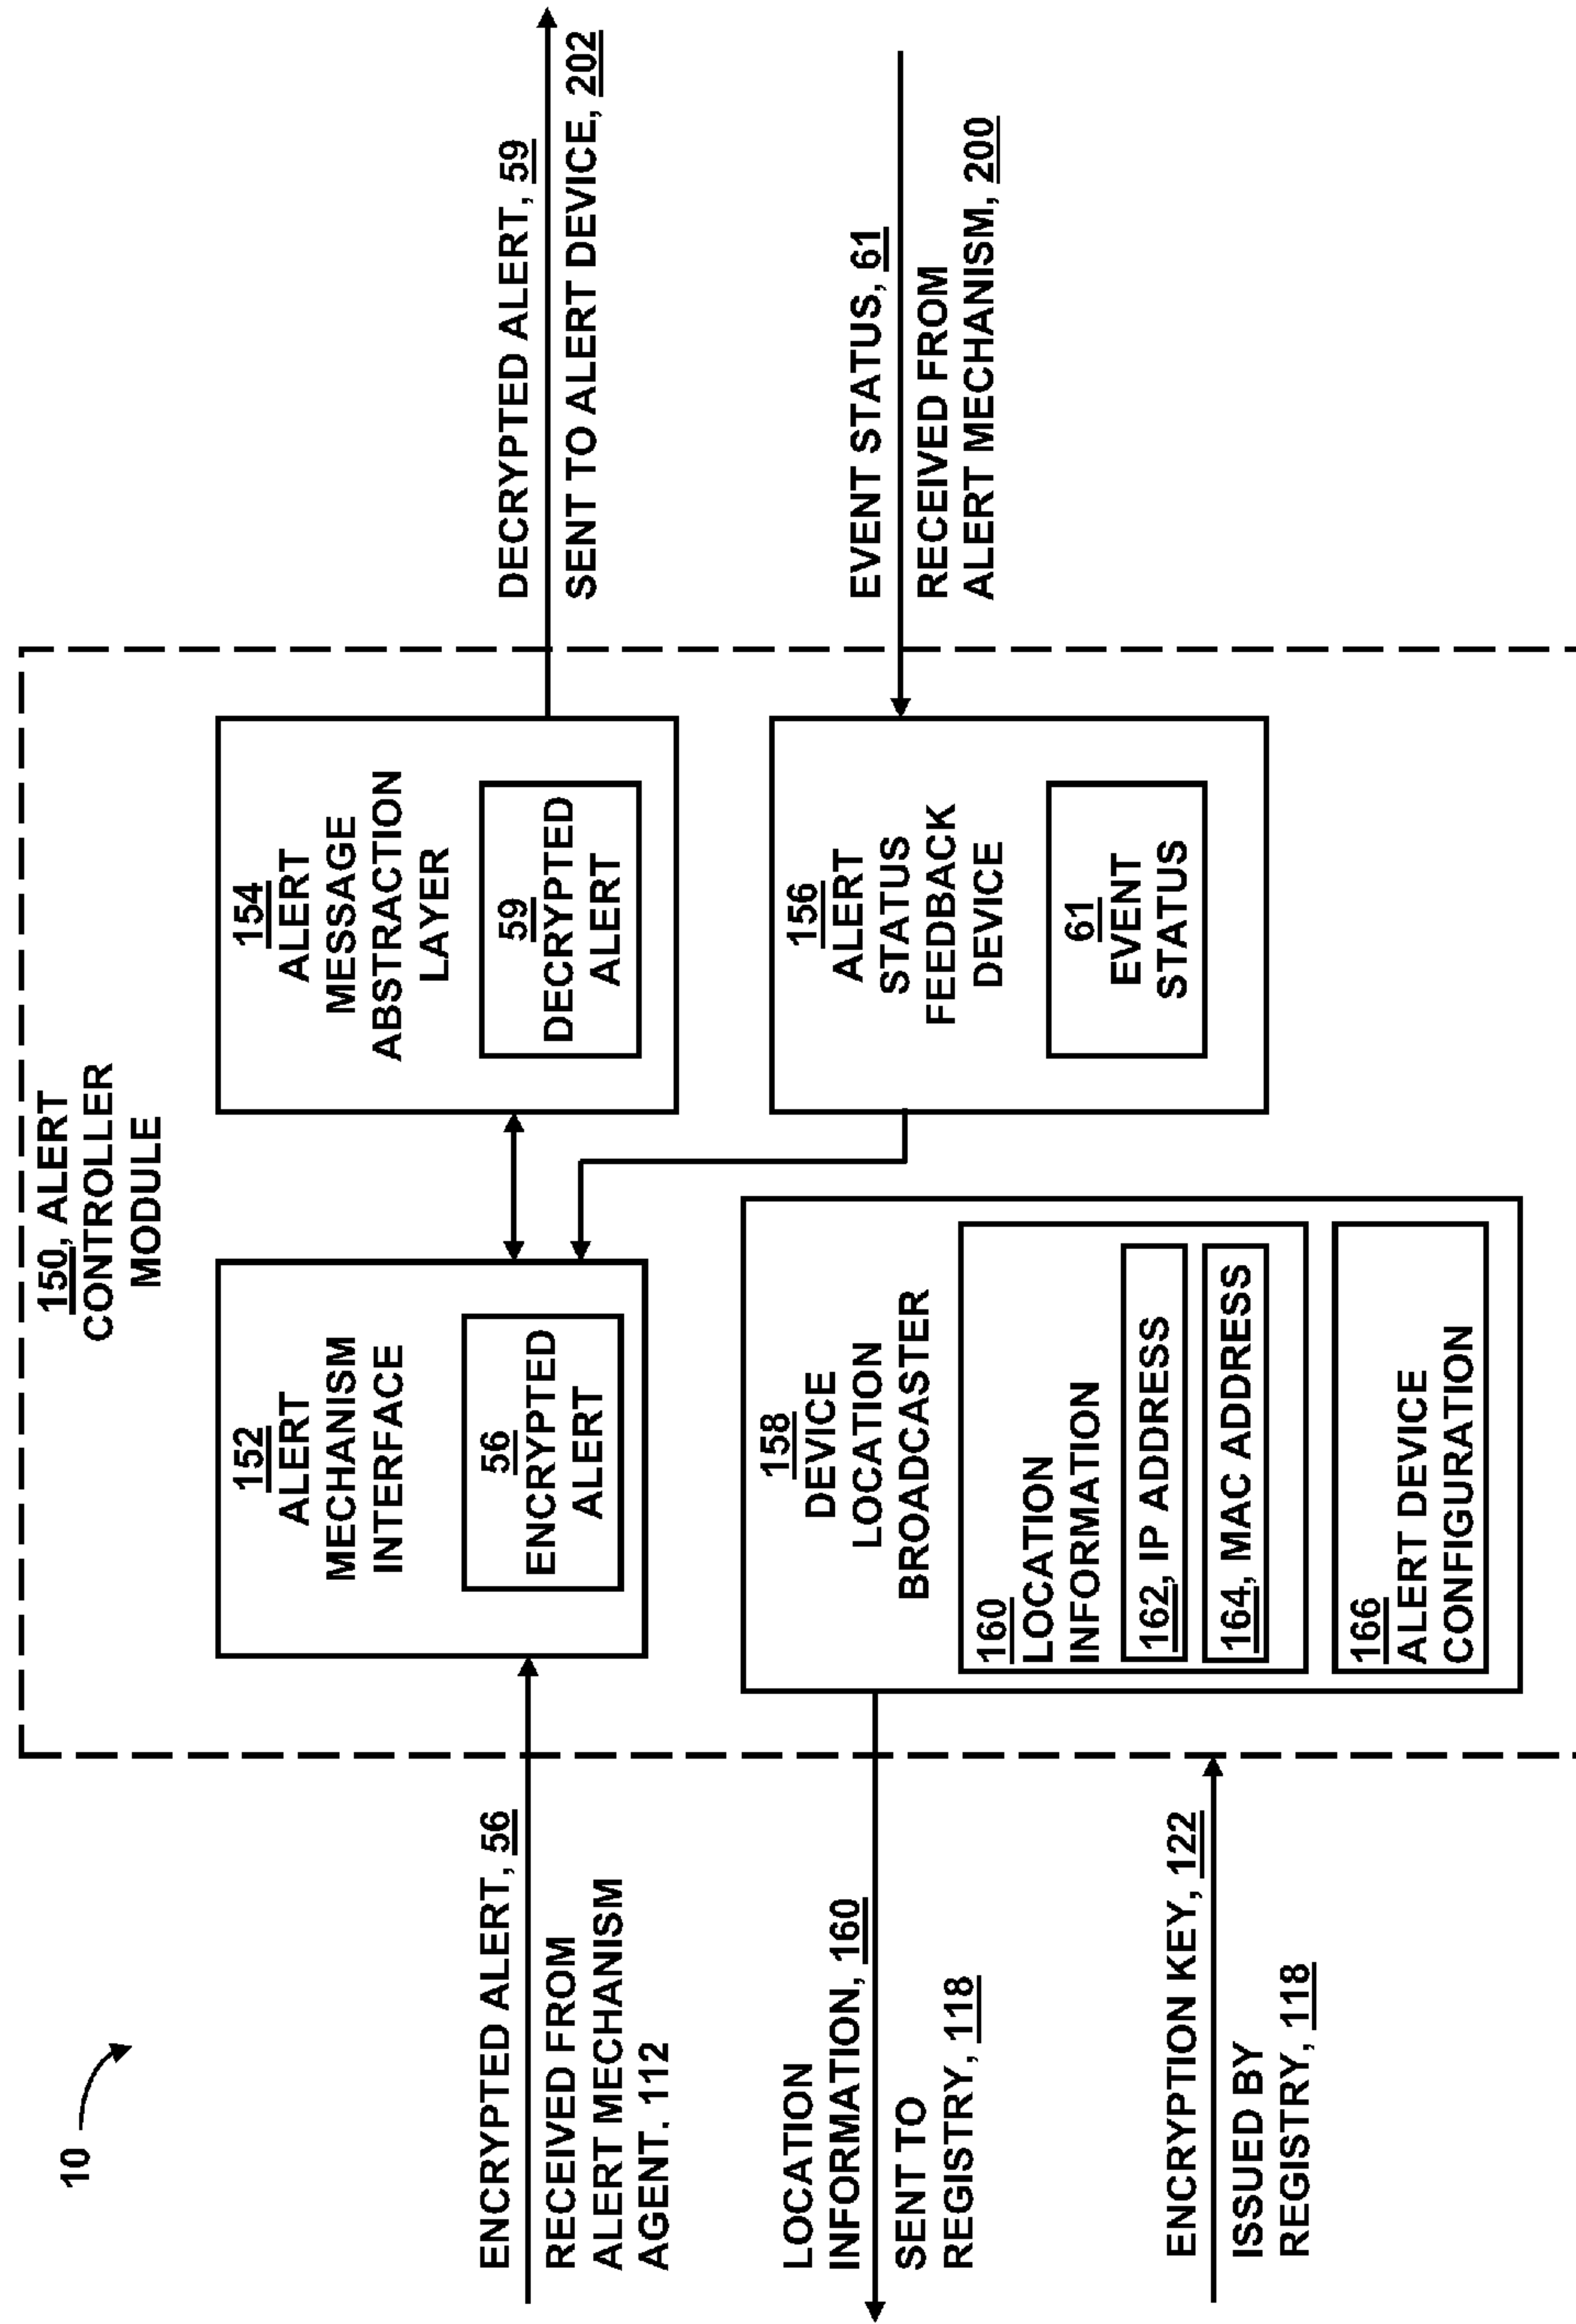 10
150, ALERT
CONTROLLER
MODULE
ENCRYPTED ALERT, 56
RECEIVED FROM
ALERT MECHANISM
AGENT. 112
152
ALERT
MECHANISM
INTERFACE
56
ENCRYPTED
ALERT
154
ALERT
MESSAGE
ABSTRACTION
LAYER
59
DECRYPTED
ALERT
DECRYPTED ALERT, 59
SENT TO ALERT DEVICE, 202
LOCATION
INFORMATION, 160
SENT TO
REGISTRY, 118
158
DEVICE
LOCATION
BROADCASTER
160
LOCATION
INFORMATION
162, IP ADDRESS
164, MAC ADDRESS
166
ALERT DEVICE
CONFIGURATION
156
ALERT
STATUS
FEEDBACK
DEVICE
61
EVENT
STATUS
EVENT STATUS, 61
RECEIVED FROM
ALERT MECHANISM, 200
ENCRYPTION KEY, 122
ISSUED BY
REGISTRY, 118